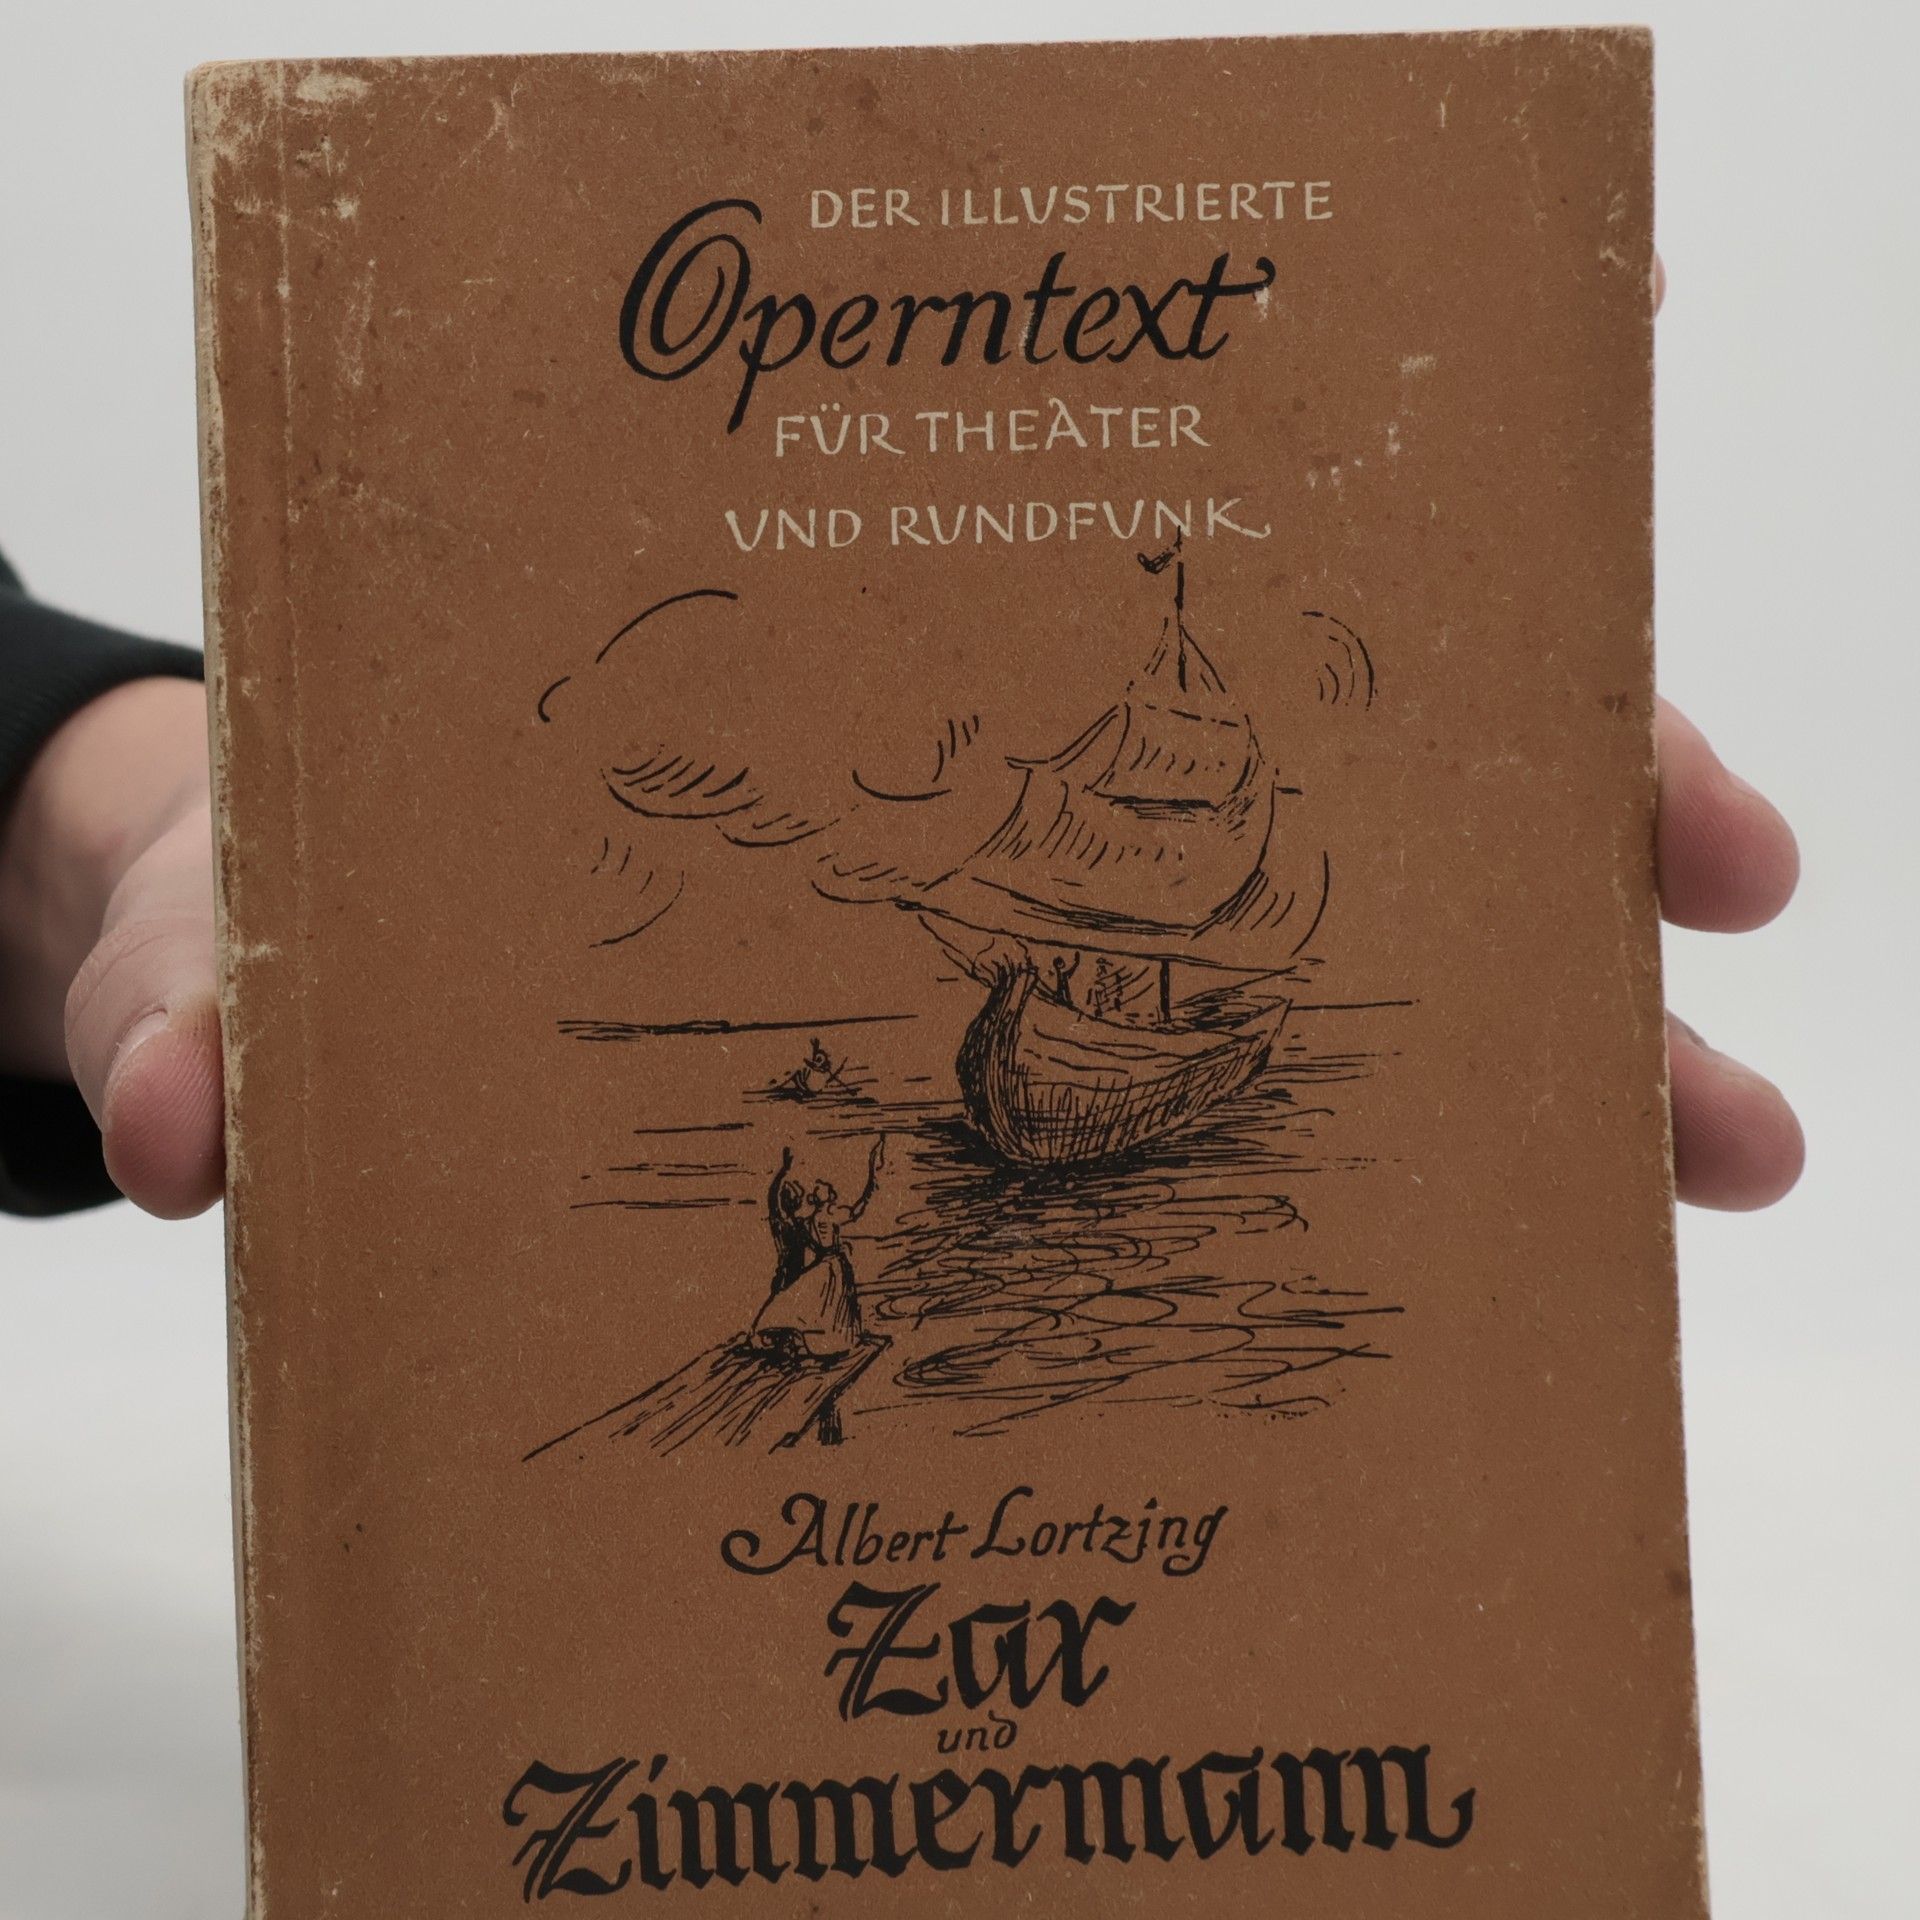 DER ILLUSTRIERTE
Operntext
FÜR THEATER
UND RUNDFUNK
Albert Lortzing
Zar
und
Zimmermann